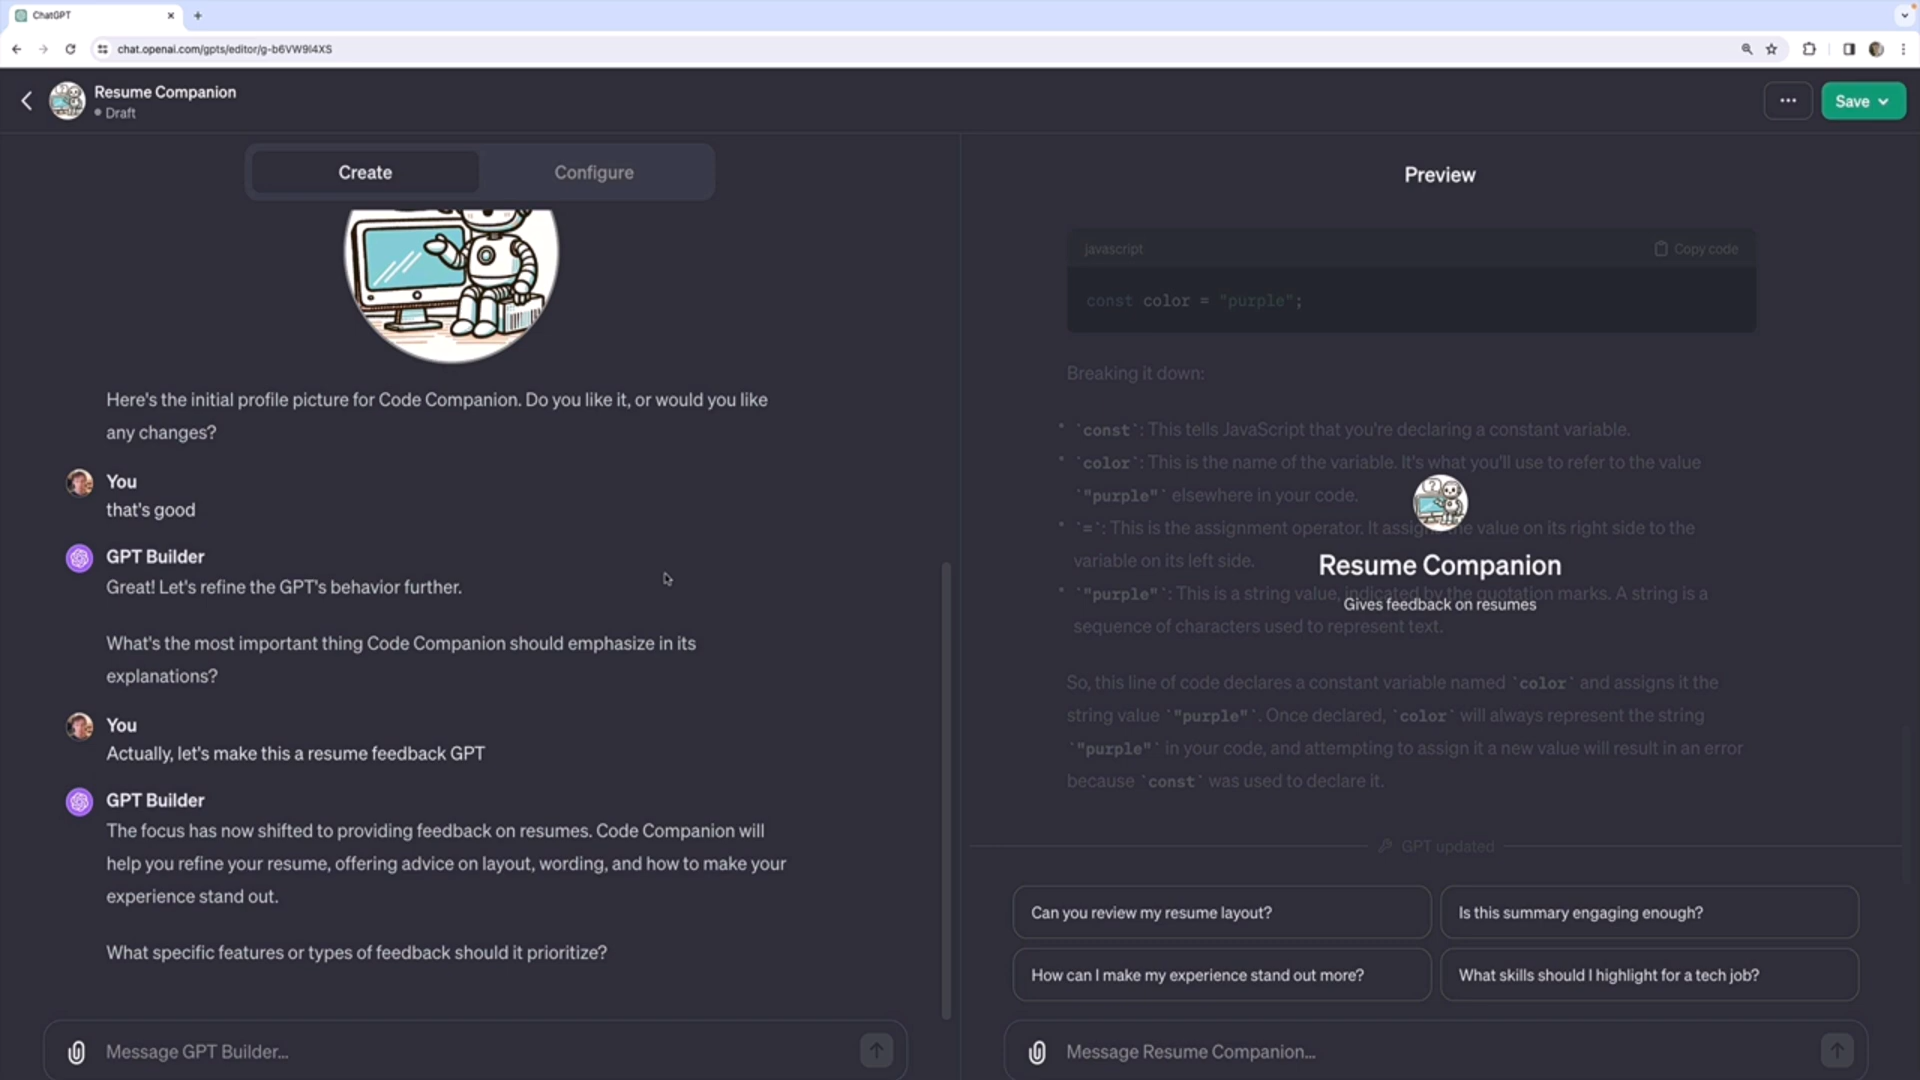 ChatGPT
chat.openai.com/gpts/editor/g-b6VW9I4XS
Resume Companion
Draft
Save
Create
Configure
Here's the initial profile picture for Code Companion. Do you like it, or would you like
any changes?
You
that's good
GPT Builder
Great! Let's refine the GPT's behavior further.
What's the most important thing Code Companion should emphasize in its
explanations?
You
Actually, let's make this a resume feedback GPT
GPT Builder
The focus has now shifted to providing feedback on resumes. Code Companion will
help you refine your resume, offering advice on layout, wording, and how to make your
experience stand out.
What specific features or types of feedback should it prioritize?
Message GPT Builder...
Preview
javascript
Copy code
const color = "purple";
Breaking it down:
`const`: This tells JavaScript that you're declaring a constant variable.
`color`: This is the name of the variable. It's what you'll use to refer to the value
`"purple"` elsewhere in your code.
`=`: This is the assignment operator. It assigns the value on its right side to the
variable on its left side.
`"purple"`: This is a string value, indicated by the quotation marks. A string is a
sequence of characters used to represent text.
So, this line of code declares a constant variable named `color` and assigns it the
string value `"purple"`. Once declared, `color` will always represent the string
`"purple"` in your code, and attempting to assign it a new value will result in an error
because `const` was used to declare it.
Resume Companion
Gives feedback on resumes
GPT updated
Can you review my resume layout?
Is this summary engaging enough?
How can I make my experience stand out more?
What skills should I highlight for a tech job?
Message Resume Companion...